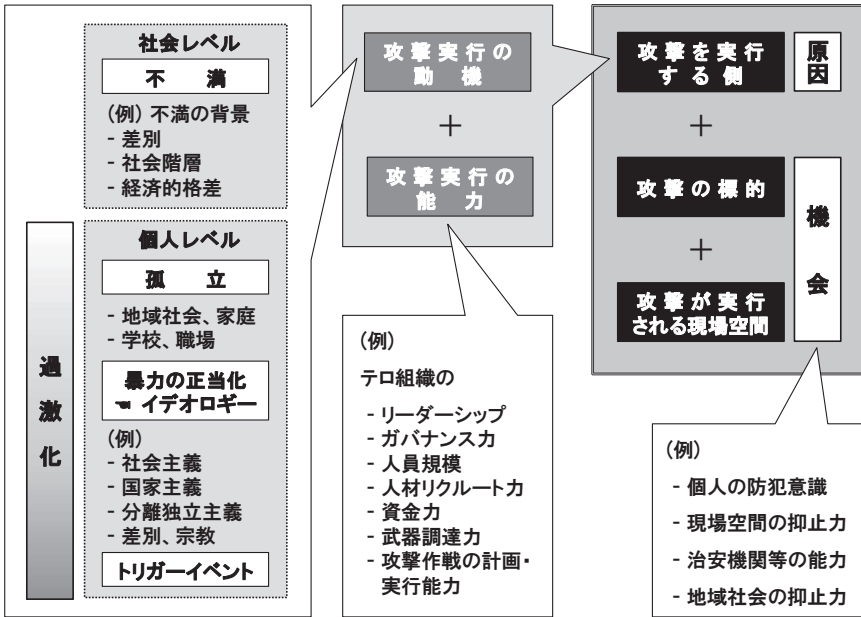 社会レベル
不 満
(例) 不満の背景
- 差別
- 社会階層
- 経済的格差
過激化
個人レベル
孤 立
- 地域社会、家庭
- 学校、職場
暴力の正当化
☚ イデオロギー
(例)
- 社会主義
- 国家主義
- 分離独立主義
- 差別、宗教
トリガーイベント
攻撃実行の
動機
+
攻撃実行の
能力
(例)
テロ組織の
- リーダーシップ
- ガバナンス力
- 人員規模
- 人材リクルート力
- 資金力
- 武器調達力
- 攻撃作戦の計画・
実行能力
攻撃を実行
する側
原因
+
攻撃の標的
+
攻撃が実行
される現場空間
機会
(例)
- 個人の防犯意識
- 現場空間の抑止力
- 治安機関等の能力
- 地域社会の抑止力